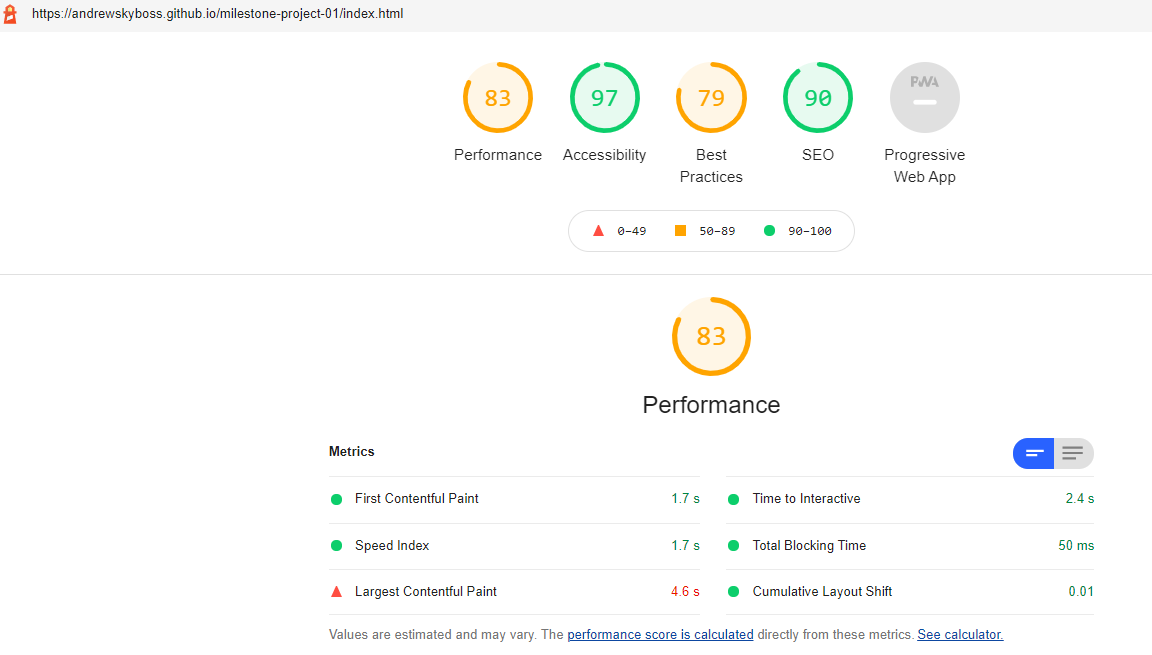 https://andrewskyboss.github.io/milestone-project-01/index.html
83 97 79 90 PWA
Performance Accessibility Best Practices SEO Progressive Web App
0–49 50–89 90–100
83
Performance
Metrics
First Contentful Paint 1.7 s
Time to Interactive 2.4 s
Speed Index 1.7 s
Total Blocking Time 50 ms
Largest Contentful Paint 4.6 s
Cumulative Layout Shift 0.01
Values are estimated and may vary. The performance score is calculated directly from these metrics. See calculator.